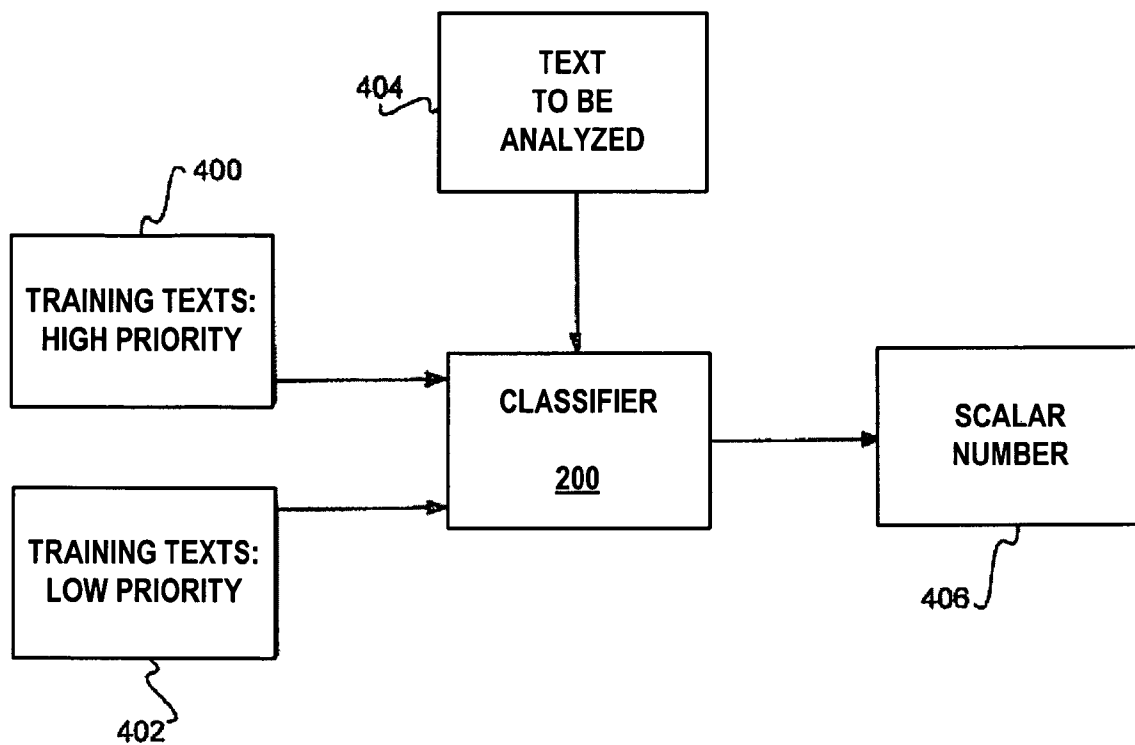 TEXT
TO BE
ANALYZED
404
400
TRAINING TEXTS:
HIGH PRIORITY
CLASSIFIER
200
SCALAR
NUMBER
TRAINING TEXTS:
LOW PRIORITY
406
402